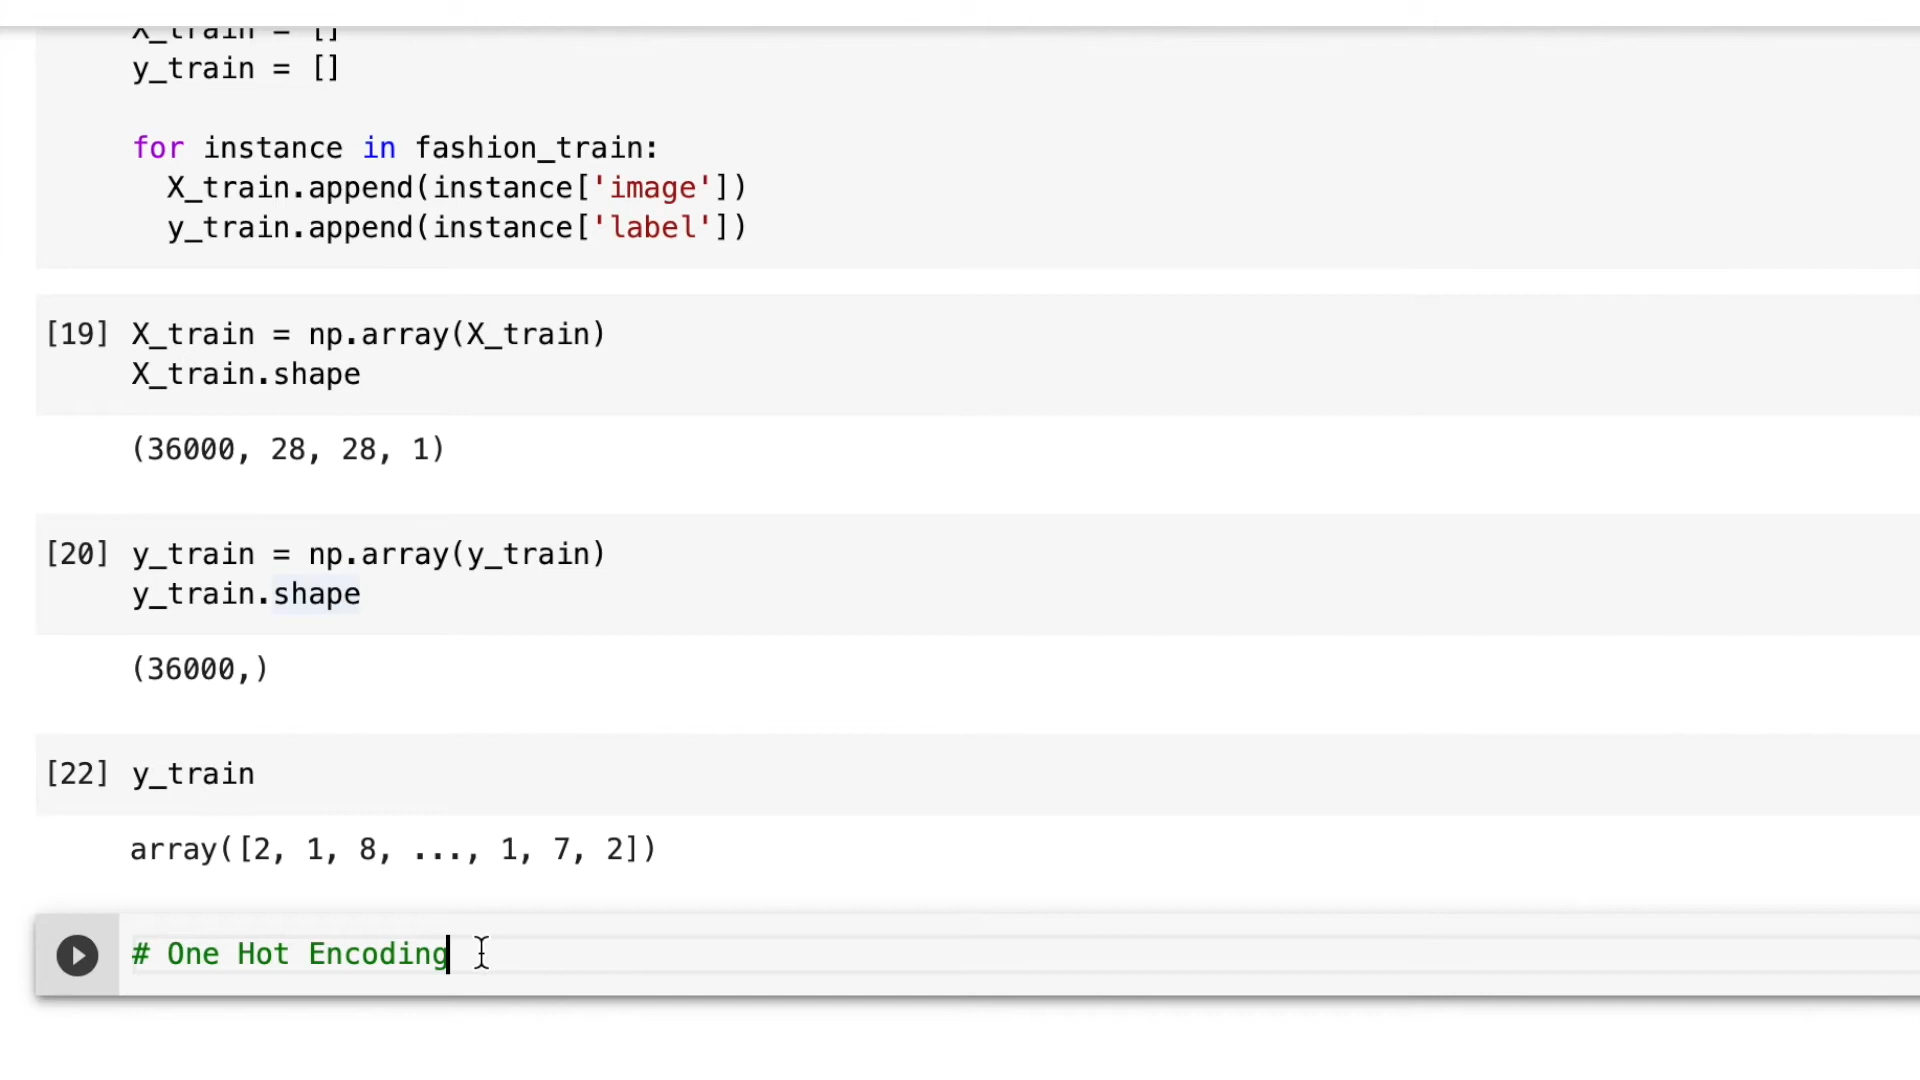 X_train = []
y_train = []
for instance in fashion_train:
X_train.append(instance['image'])
y_train.append(instance['label'])
[19] X_train = np.array(X_train)
X_train.shape
(36000, 28, 28, 1)
[20] y_train = np.array(y_train)
y_train.shape
(36000,)
[22] y_train
array([2, 1, 8, ..., 1, 7, 2])
# One Hot Encoding